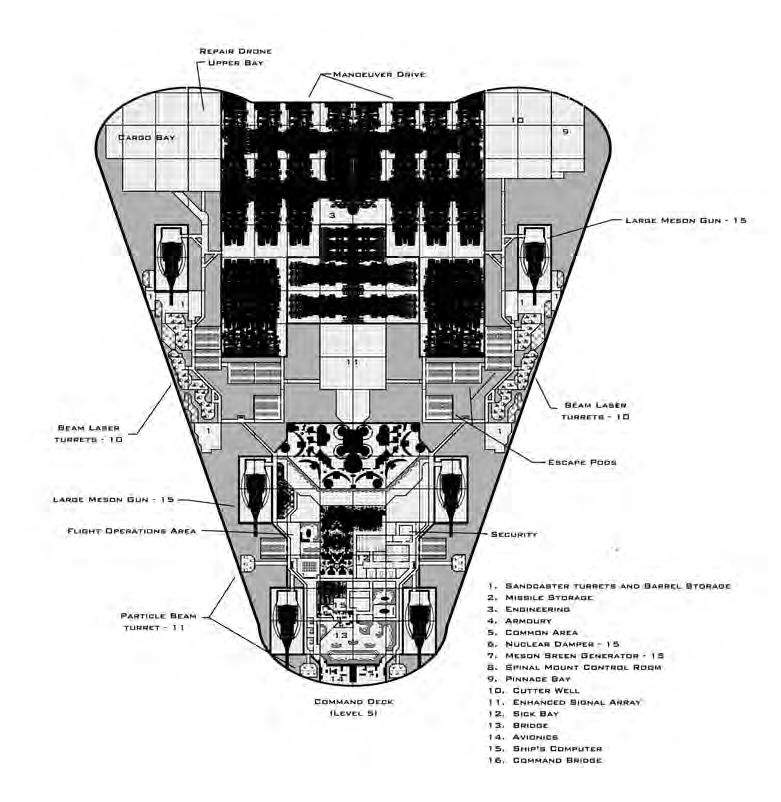 Repair Drone
Upper Bay
Manoeuver Drive
Cargo Bay
10
9
3
Large Meson Gun - 15
1
1
1
1
11
Beam Laser
turrets - 10
Beam Laser
turrets - 10
1
1
Escape Pods
Large Meson Gun - 15
Flight Operations Area
Security
12
Particle Beam
turret - 11
15
13
14
14
Command Deck
(Level 5)
1. Sandcaster turrets and Barrel Storage
2. Missile Storage
3. Engineering
4. Armoury
5. Common Area
6. Nuclear Damper - 15
7. Meson Sreen Generator - 15
8. Spinal Mount Control Room
9. Pinnace Bay
10. Cutter Well
11. Enhanced Signal Array
12. Sick Bay
13. Bridge
14. Avionics
15. Ship's Computer
16. Command Bridge